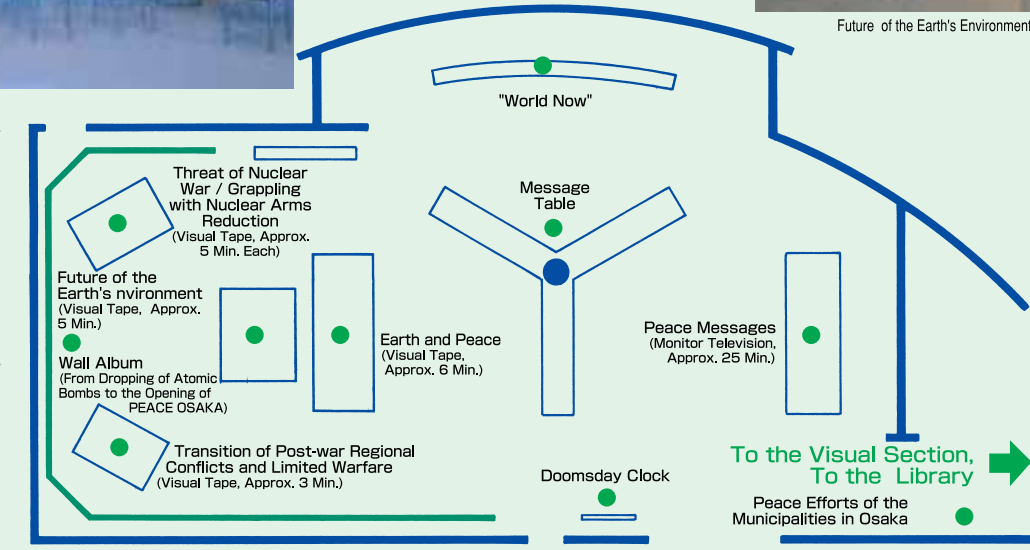 Future of the Earth's Environment
"World Now"
Threat of Nuclear
War / Grappling
with Nuclear Arms
Reduction
(Visual Tape, Approx.
5 Min. Each)
Message
Table
Future of the
Earth's nvironment
(Visual Tape, Approx.
5 Min.)
Earth and Peace
(Visual Tape,
Approx. 6 Min.)
Peace Messages
(Monitor Television,
Approx. 25 Min.)
Wall Album
(From Dropping of Atomic
Bombs to the Opening of
PEACE OSAKA)
Transition of Post-war Regional
Conflicts and Limited Warfare
(Visual Tape, Approx. 3 Min.)
Doomsday Clock
To the Visual Section,
To the Library
Peace Efforts of the
Municipalities in Osaka